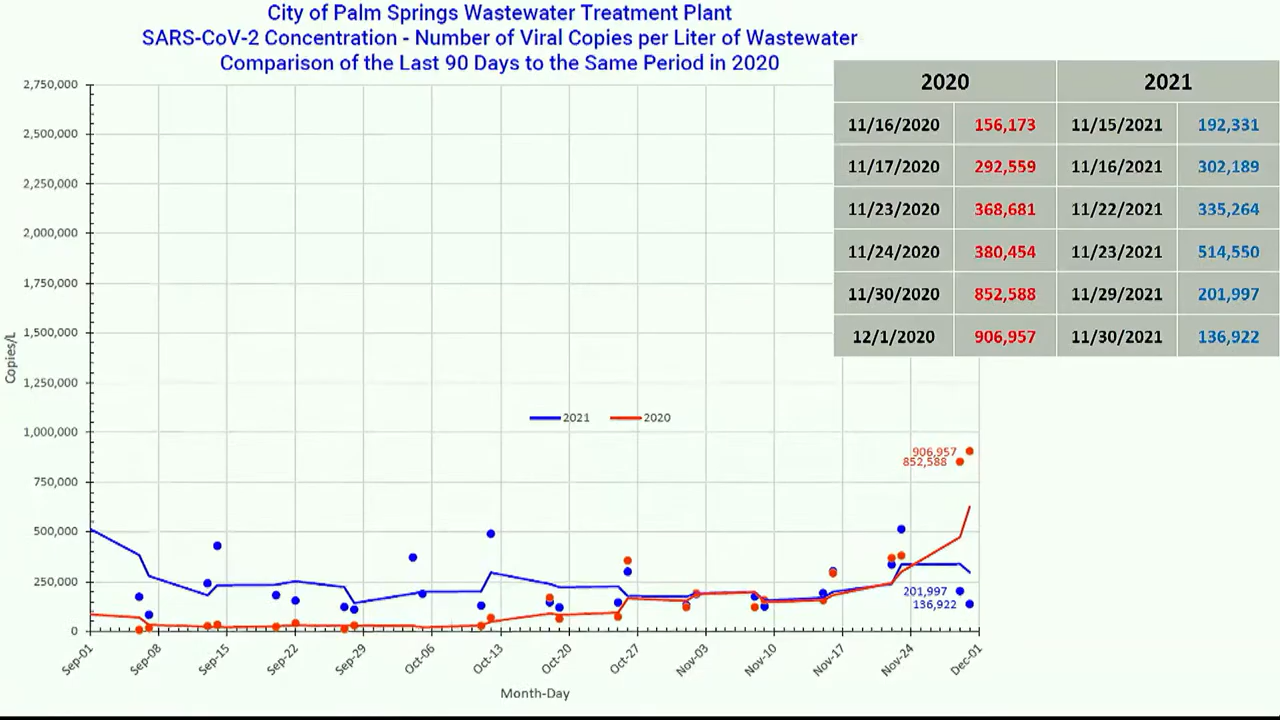 City of Palm Springs Wastewater Treatment Plant
SARS-CoV-2 Concentration - Number of Viral Copies per Liter of Wastewater
Comparison of the Last 90 Days to the Same Period in 2020
2020 2021
11/16/2020 156,173 11/15/2021 192,331
11/17/2020 292,559 11/16/2021 302,189
11/23/2020 368,681 11/22/2021 335,264
11/24/2020 380,454 11/23/2021 514,550
11/30/2020 852,588 11/29/2021 201,997
12/1/2020 906,957 11/30/2021 136,922
2,750,000
2,500,000
2,250,000
2,000,000
1,750,000
1,500,000
1,250,000
1,000,000
750,000
500,000
250,000
0
Copies/L
2021 2020
906,957
852,588
201,997
136,922
Sep-01 Sep-08 Sep-15 Sep-22 Sep-29 Oct-06 Oct-13 Oct-20 Oct-27 Nov-03 Nov-10 Nov-17 Nov-24 Dec-01
Month-Day